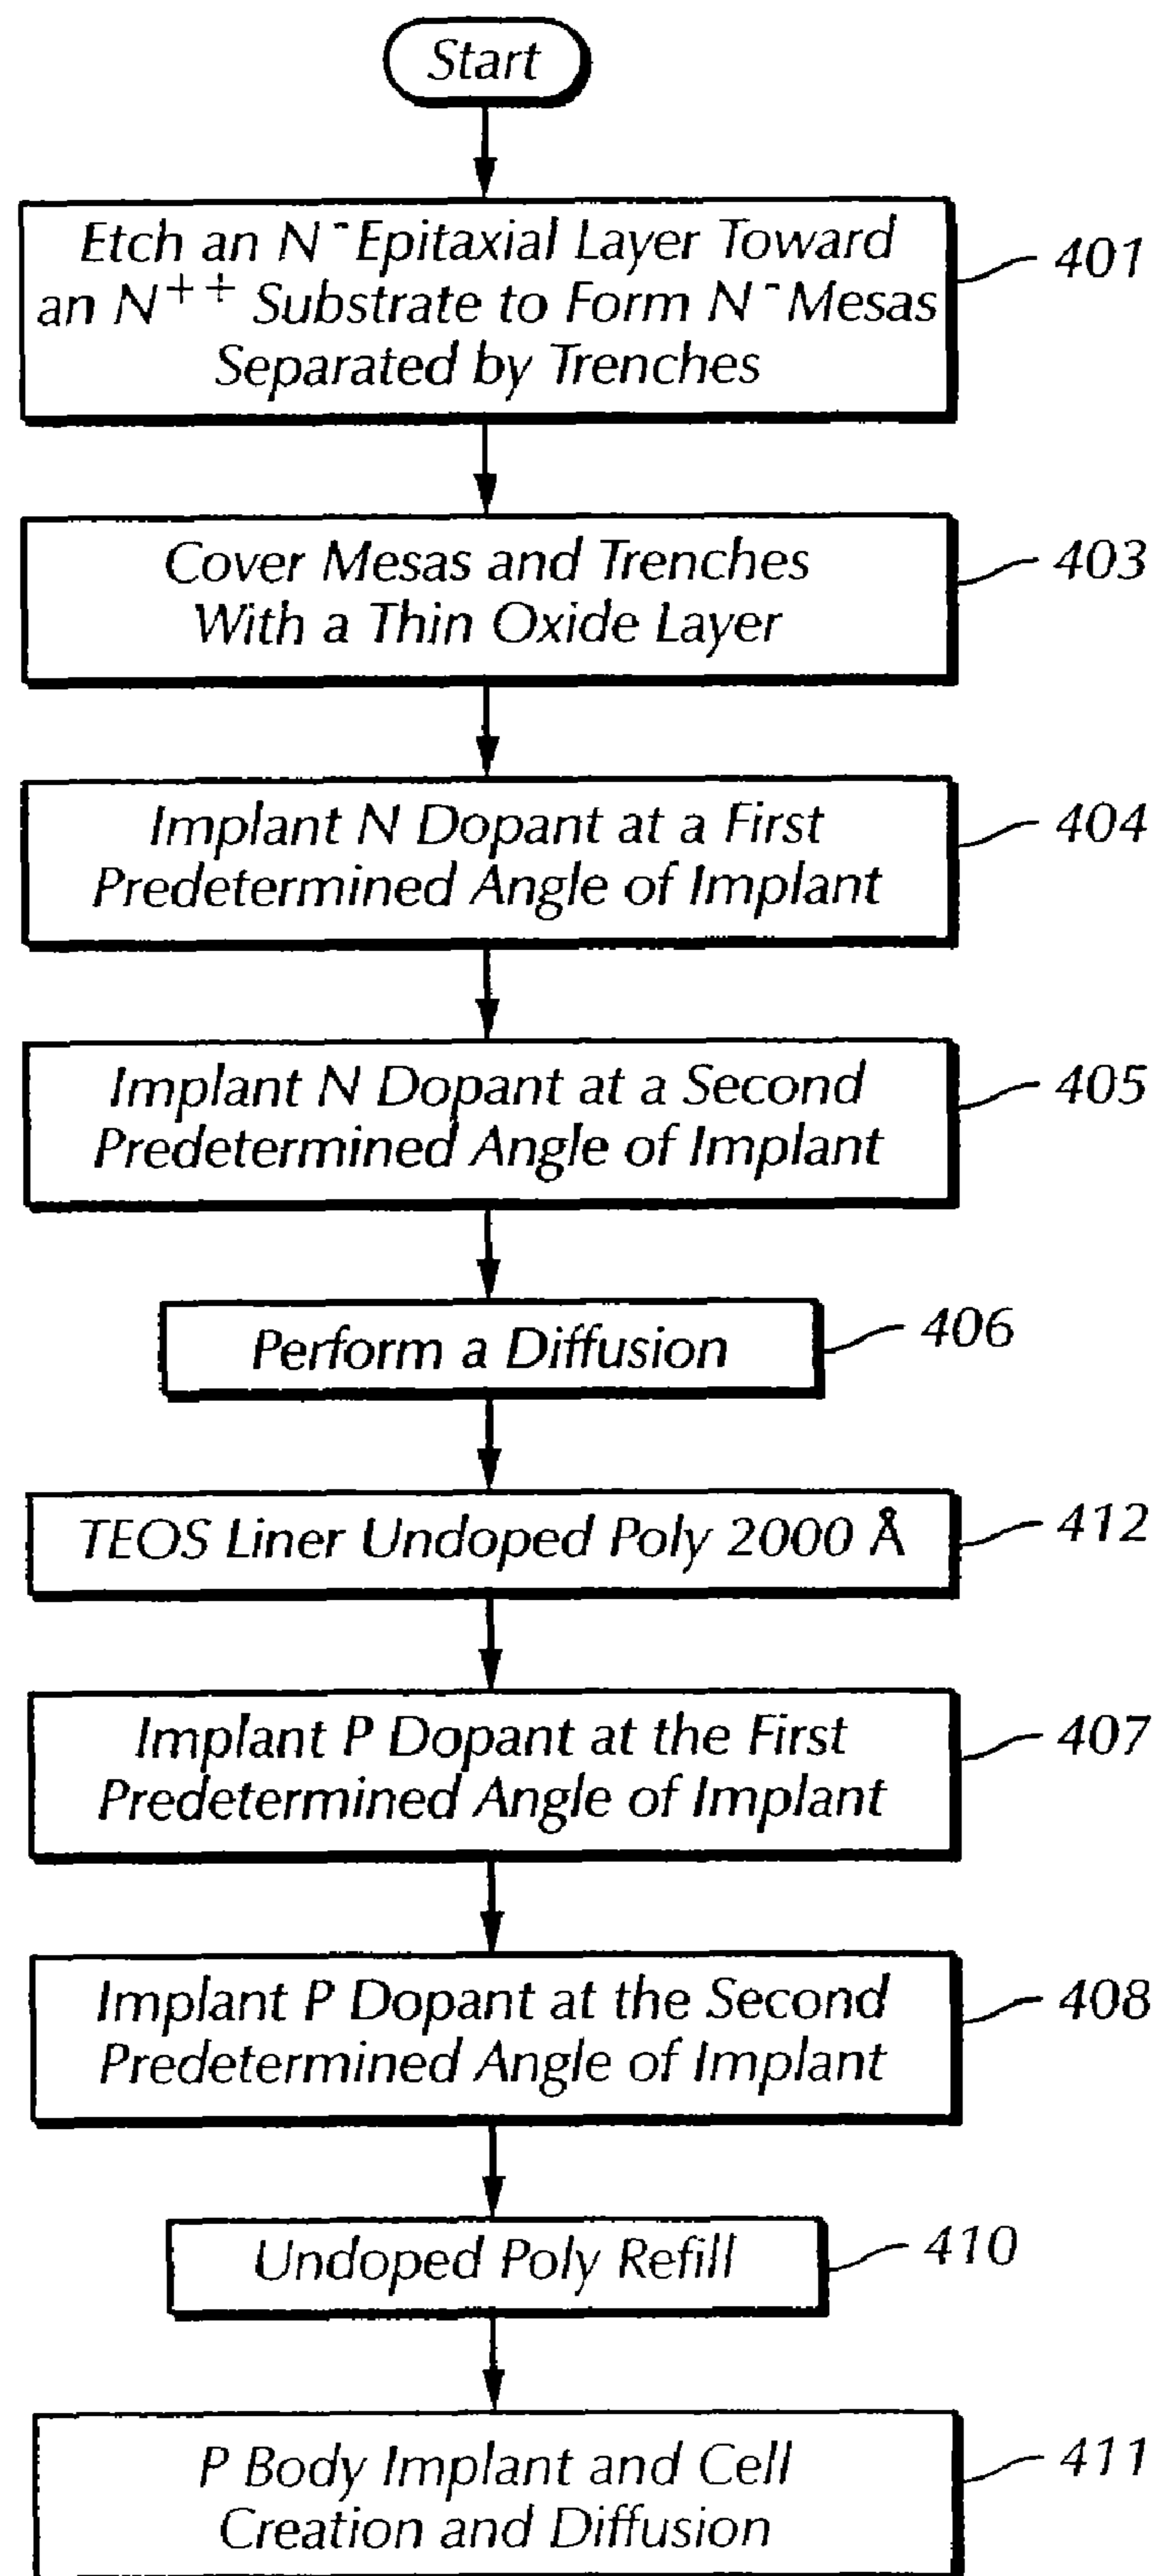 Start
Etch an N⁻ Epitaxial Layer Toward
an N⁺⁺ Substrate to Form N⁻ Mesas
Separated by Trenches
401
Cover Mesas and Trenches
With a Thin Oxide Layer
403
Implant N Dopant at a First
Predetermined Angle of Implant
404
Implant N Dopant at a Second
Predetermined Angle of Implant
405
Perform a Diffusion
406
TEOS Liner Undoped Poly 2000 Å
412
Implant P Dopant at the First
Predetermined Angle of Implant
407
Implant P Dopant at the Second
Predetermined Angle of Implant
408
Undoped Poly Refill
410
P Body Implant and Cell
Creation and Diffusion
411